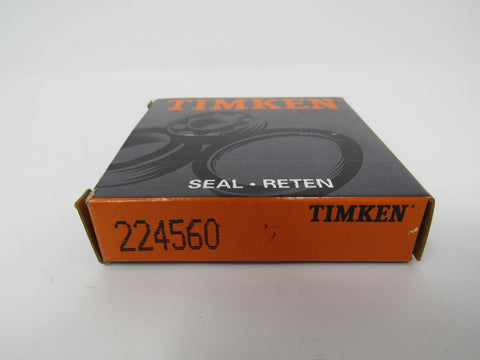 TIMKEN
SEAL • RETEN
224560
TIMKEN